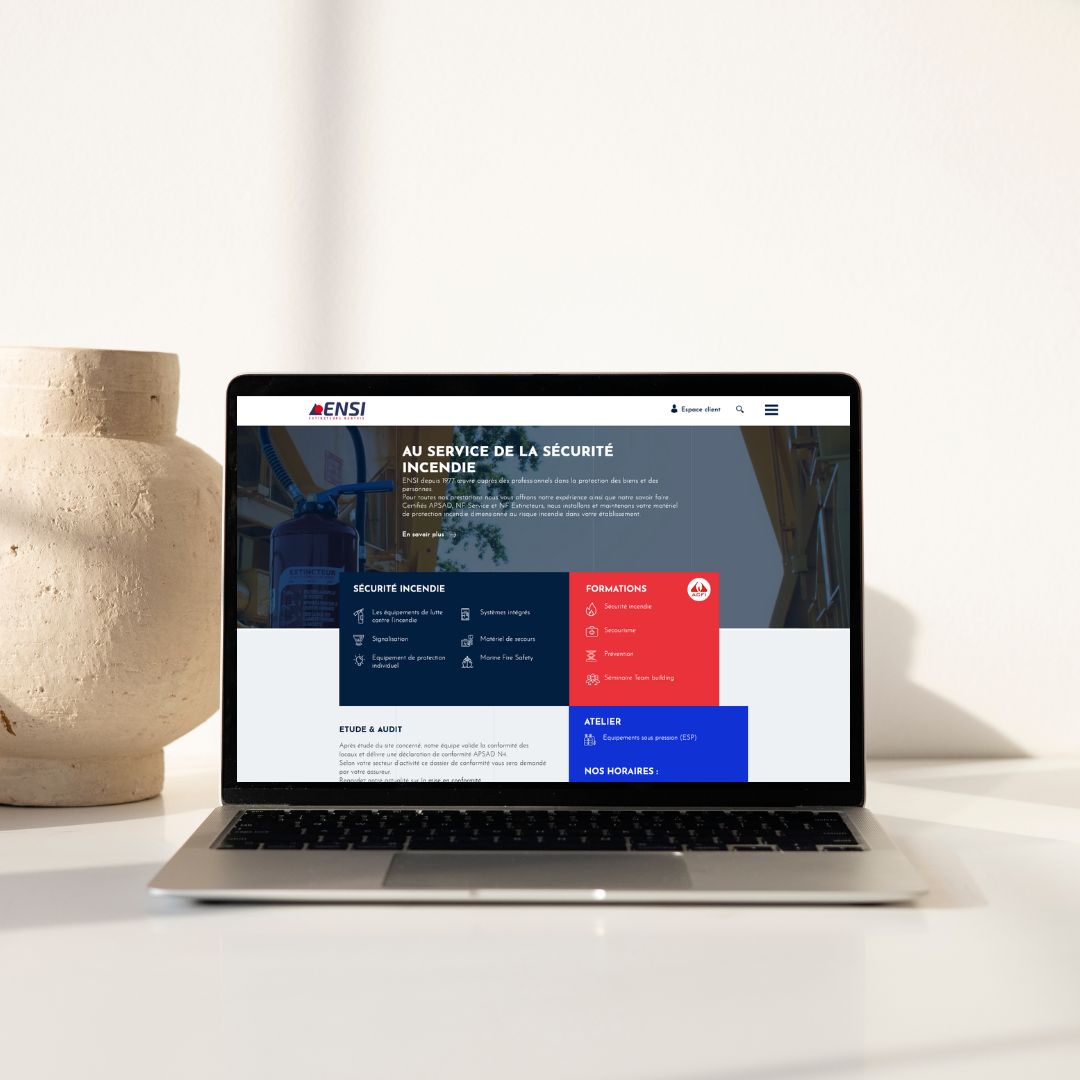 ENSI
EXTINCTEURS NANTAIS
Espace client
AU SERVICE DE LA SÉCURITÉ
INCENDIE
ENSI depuis 1977 œuvre auprès des professionnels dans la protection des biens et des
personnes.
Pour toutes nos prestations nous vous offrons notre expérience ainsi que notre savoir faire.
Certifiés APSAD, NF Service et NF Extincteurs, nous installons et maintenons votre matériel
de protection incendie dimensionné au risque incendie dans votre établissement.
En savoir plus
EXTINCTEUR
SÉCURITÉ INCENDIE
Les équipements de lutte
contre l'incendie
Signalisation
Equipement de protection
individuel
Systèmes intégrés
Matériel de secours
Marine Fire Safety
FORMATIONS
AGFI
Sécurité incendie
Secourisme
Prévention
Séminaire Team building
ETUDE & AUDIT
Après étude du site concerné, notre équipe valide la conformité des
locaux et délivre une déclaration de conformité APSAD N4.
Selon votre secteur d'activité ce dossier de conformité vous sera demandé
par votre assureur.
Regardez notre actualité sur la mise en conformité
ATELIER
Equipements sous pression (ESP)
NOS HORAIRES :